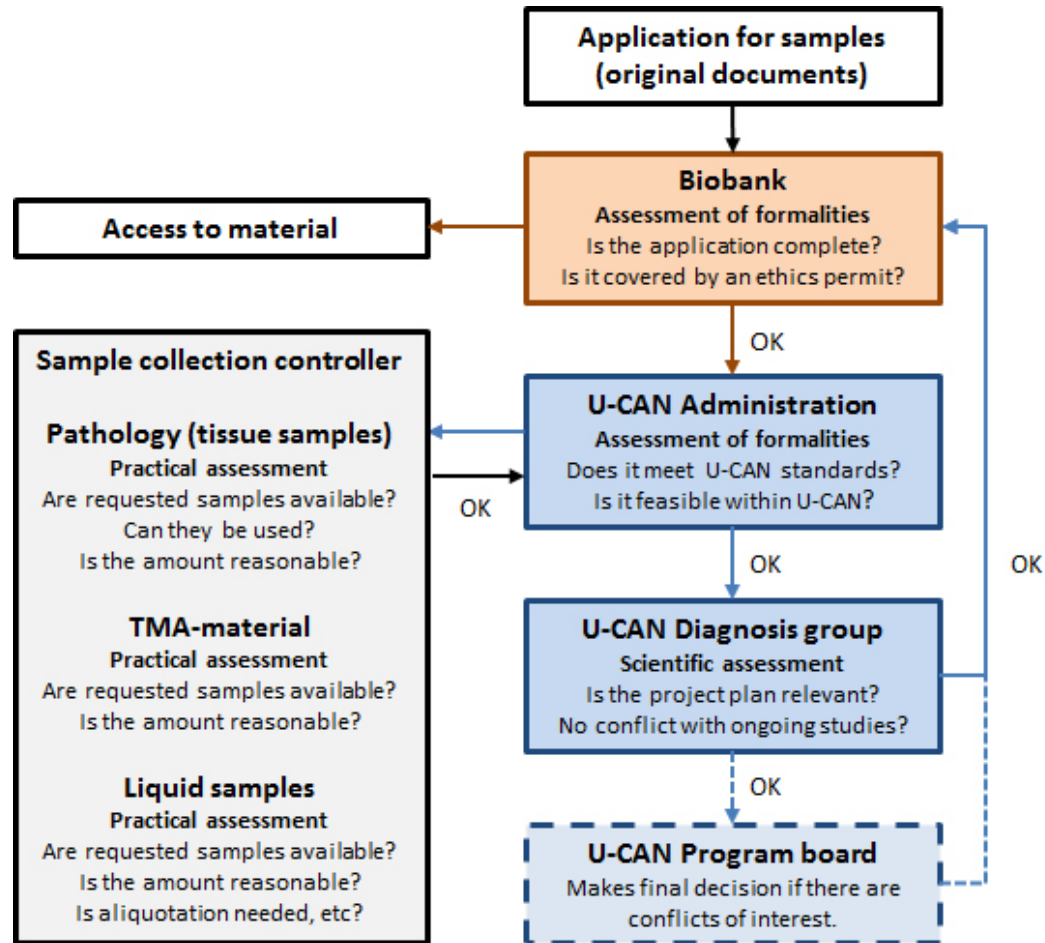 Application for samples
(original documents)
Biobank
Assessment of formalities
Is the application complete?
Is it covered by an ethics permit?
Access to material
OK
Sample collection controller
Pathology (tissue samples)
Practical assessment
Are requested samples available?
Can they be used?
Is the amount reasonable?
TMA-material
Practical assessment
Are requested samples available?
Is the amount reasonable?
Liquid samples
Practical assessment
Are requested samples available?
Is the amount reasonable?
Is aliquotation needed, etc?
OK
U-CAN Administration
Assessment of formalities
Does it meet U-CAN standards?
Is it feasible within U-CAN?
OK
OK
U-CAN Diagnosis group
Scientific assessment
Is the project plan relevant?
No conflict with ongoing studies?
OK
U-CAN Program board
Makes final decision if there are
conflicts of interest.